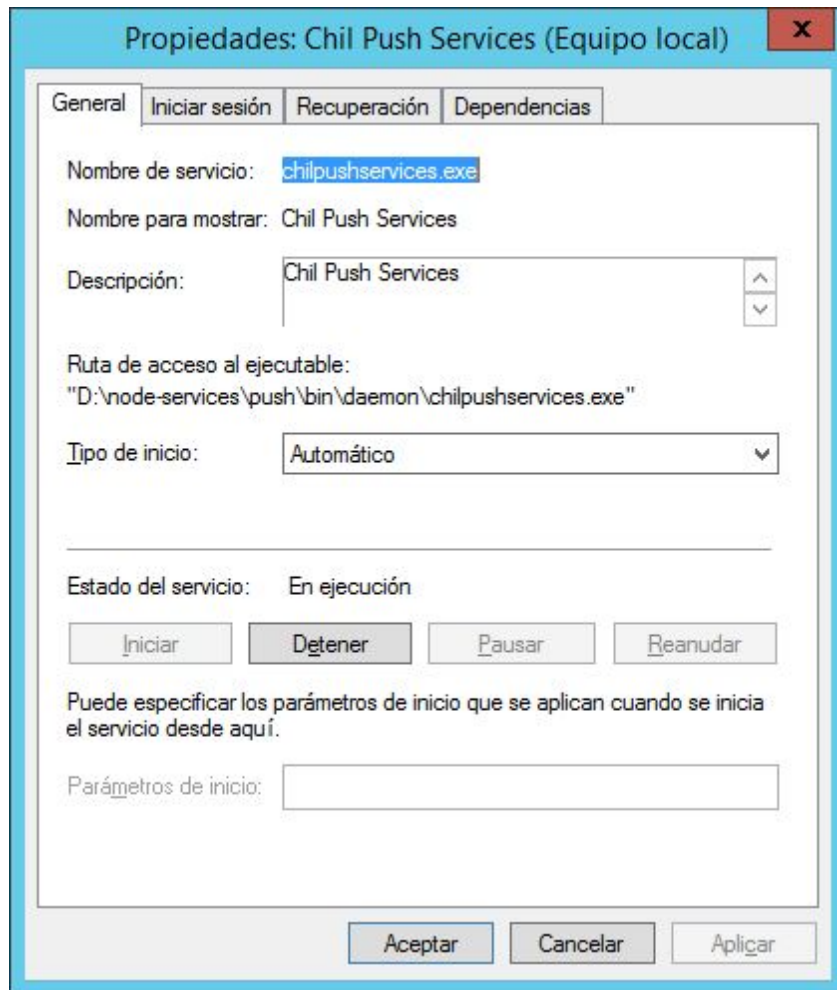 Propiedades: Chil Push Services (Equipo local)
x
General Iniciar sesión Recuperación Dependencias
Nombre de servicio: chilpushservices.exe
Nombre para mostrar: Chil Push Services
Descripción: Chil Push Services
Ruta de acceso al ejecutable:
"D:\node-services\push\bin\daemon\chilpushservices.exe"
Tipo de inicio: Automático
Estado del servicio: En ejecución
Iniciar Detener Pausar Reanudar
Puede especificar los parámetros de inicio que se aplican cuando se inicia
el servicio desde aquí.
Parámetros de inicio:
Aceptar Cancelar Aplicar